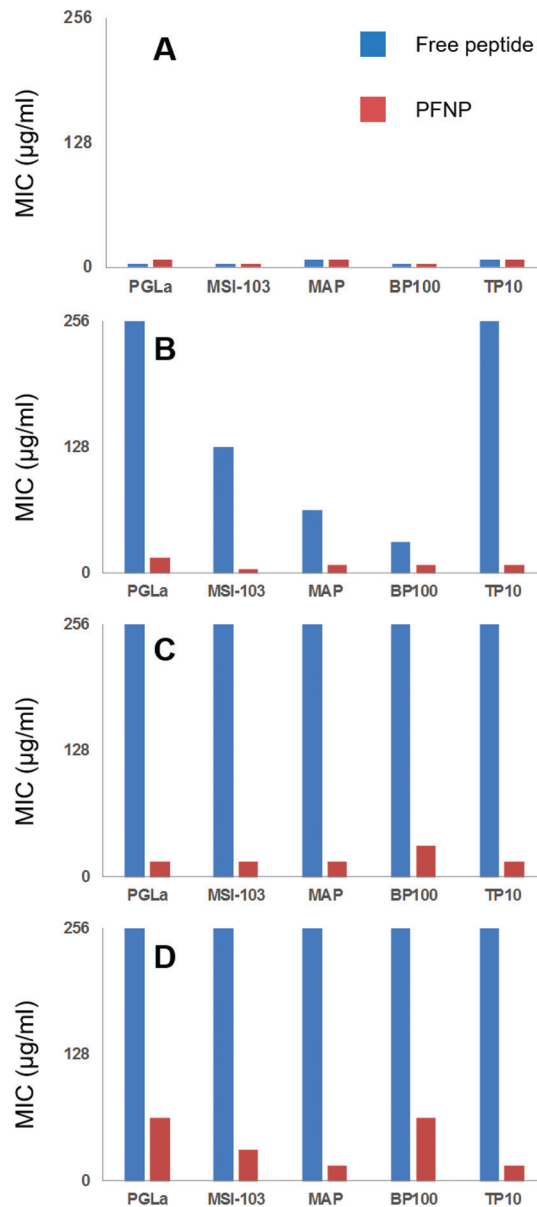 256
A
Free peptide
PFNP
MIC (µg/ml)
128
0
PGLa MSI-103 MAP BP100 TP10
256
B
MIC (µg/ml)
128
0
PGLa MSI-103 MAP BP100 TP10
256
C
MIC (µg/ml)
128
0
PGLa MSI-103 MAP BP100 TP10
256
D
MIC (µg/ml)
128
0
PGLa MSI-103 MAP BP100 TP10